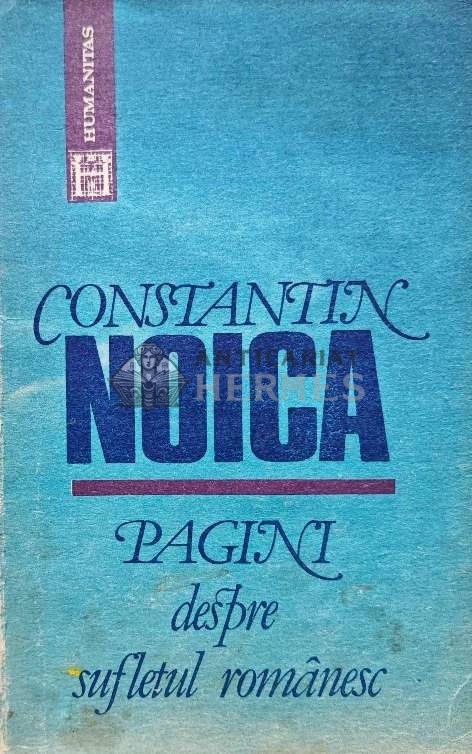 HUMANITAS
CONSTANTIN
NOICA
ANTICARIAT
HERMES
PAGINI
despre
sufletul românesc